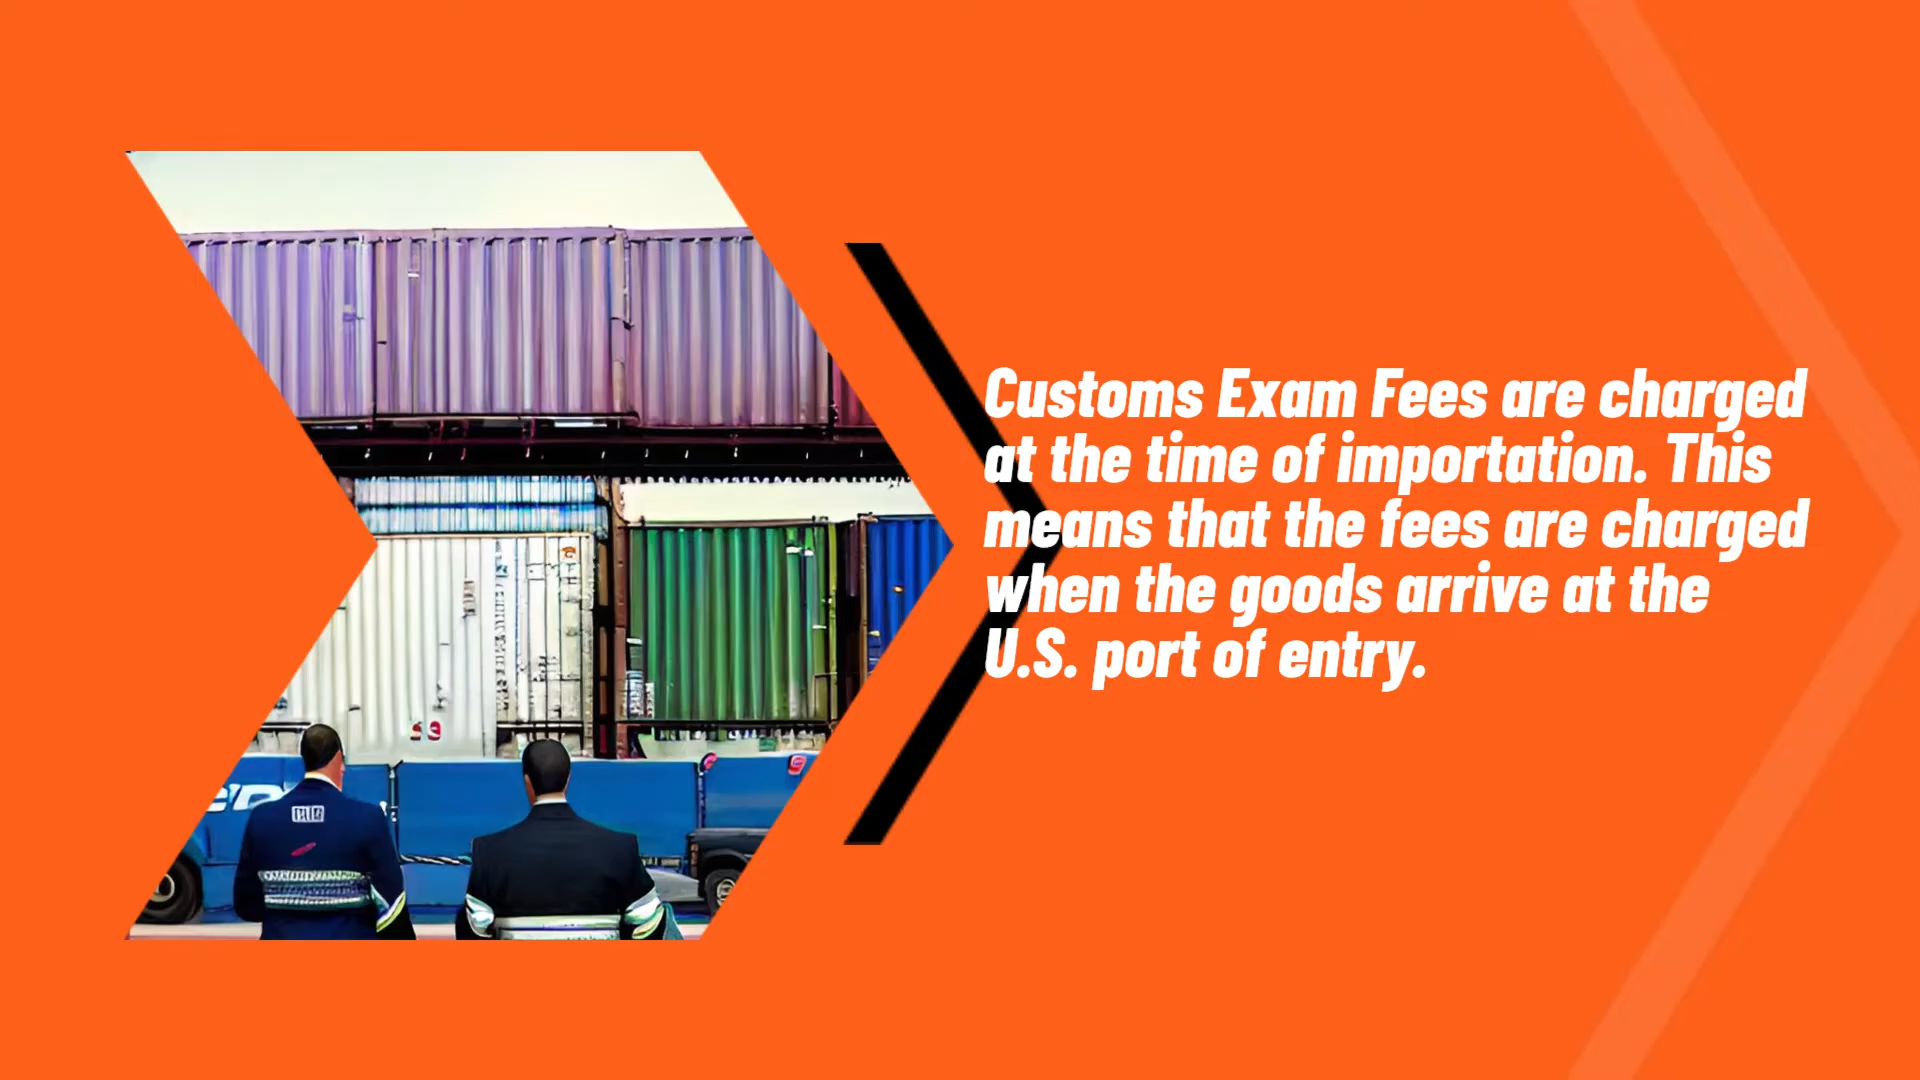 Customs Exam Fees are charged
at the time of importation. This
means that the fees are charged
when the goods arrive at the
U.S. port of entry.